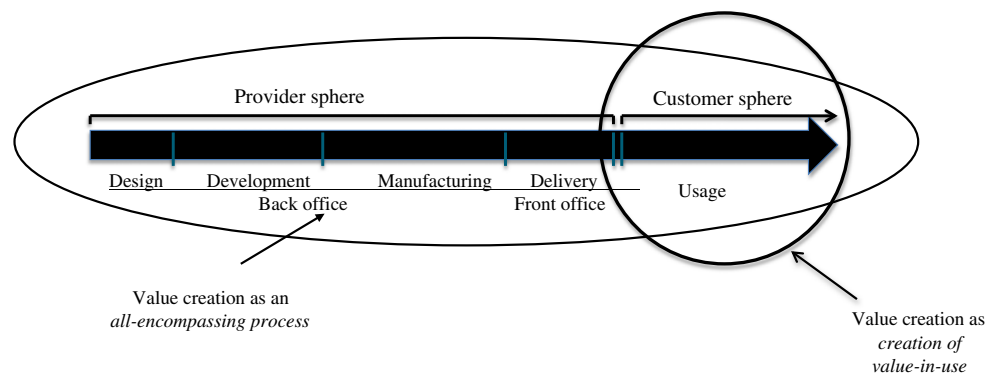 Provider sphere
Customer sphere
Design Development Manufacturing Delivery
Usage
Back office Front office
Value creation as an
all-encompassing process
Value creation as
creation of
value-in-use